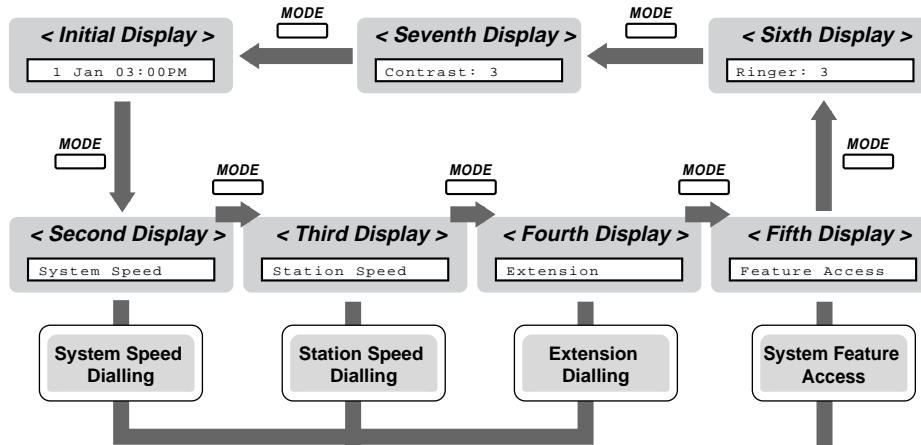 MODE
MODE
< Initial Display >
< Seventh Display >
< Sixth Display >
1 Jan 03:00PM
Contrast: 3
Ringer: 3
MODE
MODE
MODE
MODE
MODE
< Second Display >
< Third Display >
< Fourth Display >
< Fifth Display >
System Speed
Station Speed
Extension
Feature Access
System Speed
Dialling
Station Speed
Dialling
Extension
Dialling
System Feature
Access